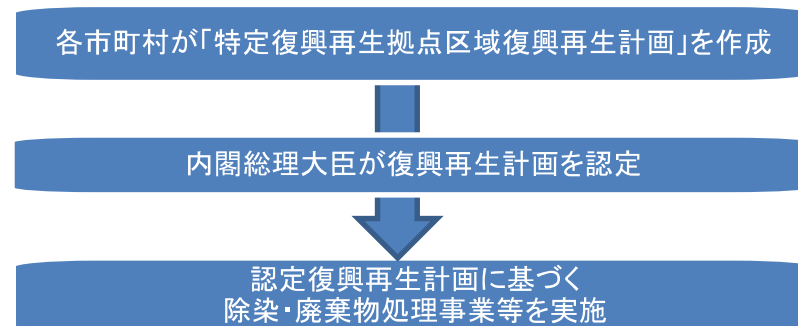 各市町村が「特定復興再生拠点区域復興再生計画」を作成
内閣総理大臣が復興再生計画を認定
認定復興再生計画に基づく
除染・廃棄物処理事業等を実施